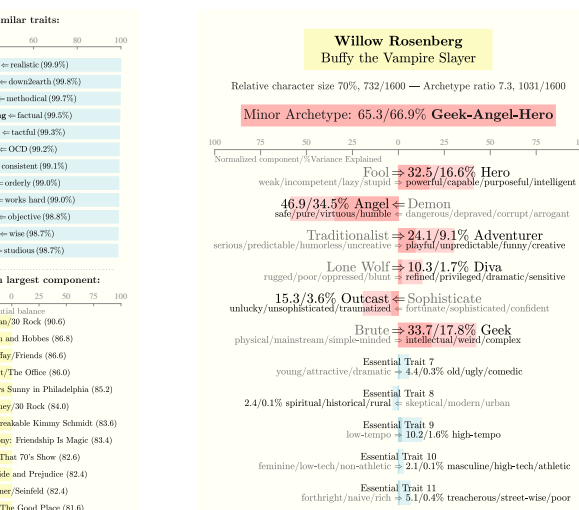 milar traits:
60 80 100
⇐ realistic (99.9%)
⇐ down2earth (99.8%)
⇐ methodical (99.7%)
⇐ factual (99.5%)
⇐ tactful (99.3%)
⇐ OCD (99.2%)
consistent (99.1%)
⇐ orderly (99.0%)
⇐ works hard (99.0%)
⇐ objective (98.8%)
⇐ wise (98.7%)
⇐ studious (98.7%)
largest component:
0 25 50 75 100
ntial balance
an/30 Rock (90.6)
and Hobbes (86.8)
fay/Friends (86.6)
t/The Office (86.0)
s Sunny in Philadelphia (85.2)
ney/30 Rock (84.0)
reakable Kimmy Schmidt (83.6)
ny: Friendship Is Magic (83.4)
That 70's Show (82.6)
ide and Prejudice (82.4)
ner/Seinfeld (82.4)
The Good Place (81.6)
Willow Rosenberg
Buffy the Vampire Slayer
Relative character size 70%, 732/1600 — Archetype ratio 7.3, 1031/1600
Minor Archetype: 65.3/66.9% Geek-Angel-Hero
100 75 50 25 0 25 50 75
Normalized component/%Variance Explained
Fool ⇒ 32.5/16.6% Hero
weak/incompetent/lazy/stupid ⇒ powerful/capable/purposeful/intelligent
46.9/34.5% Angel ⇐ Demon
safe/pure/virtuous/humble ⇐ dangerous/depraved/corrupt/arrogant
Traditionalist ⇒ 24.1/9.1% Adventurer
serious/predictable/humorless/uncreative ⇒ playful/unpredictable/funny/creative
Lone Wolf ⇒ 10.3/1.7% Diva
rugged/poor/oppressed/blunt ⇒ refined/privileged/dramatic/sensitive
15.3/3.6% Outcast ⇐ Sophisticate
unlucky/unsophisticated/traumatized ⇐ fortunate/sophisticated/confident
Brute ⇒ 33.7/17.8% Geek
physical/mainstream/simple-minded ⇒ intellectual/weird/complex
Essential Trait 7
young/attractive/dramatic ⇒ 4.4/0.3% old/ugly/comedic
Essential Trait 8
2.4/0.1% spiritual/historical/rural ⇐ skeptical/modern/urban
Essential Trait 9
low-tempo ⇒ 10.2/1.6% high-tempo
Essential Trait 10
feminine/low-tech/non-athletic ⇒ 2.1/0.1% masculine/high-tech/athletic
Essential Trait 11
forthright/naive/rich ⇒ 5.1/0.4% treacherous/street-wise/poor